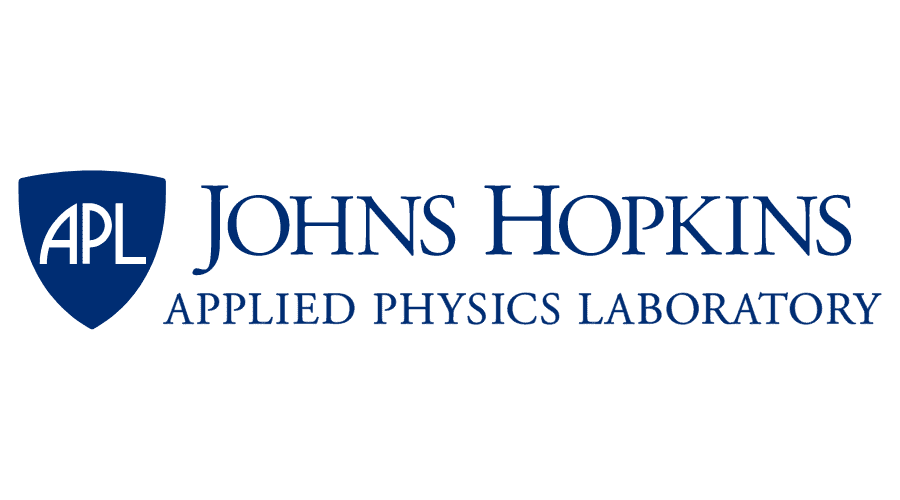 APL
JOHNS HOPKINS
APPLIED PHYSICS LABORATORY